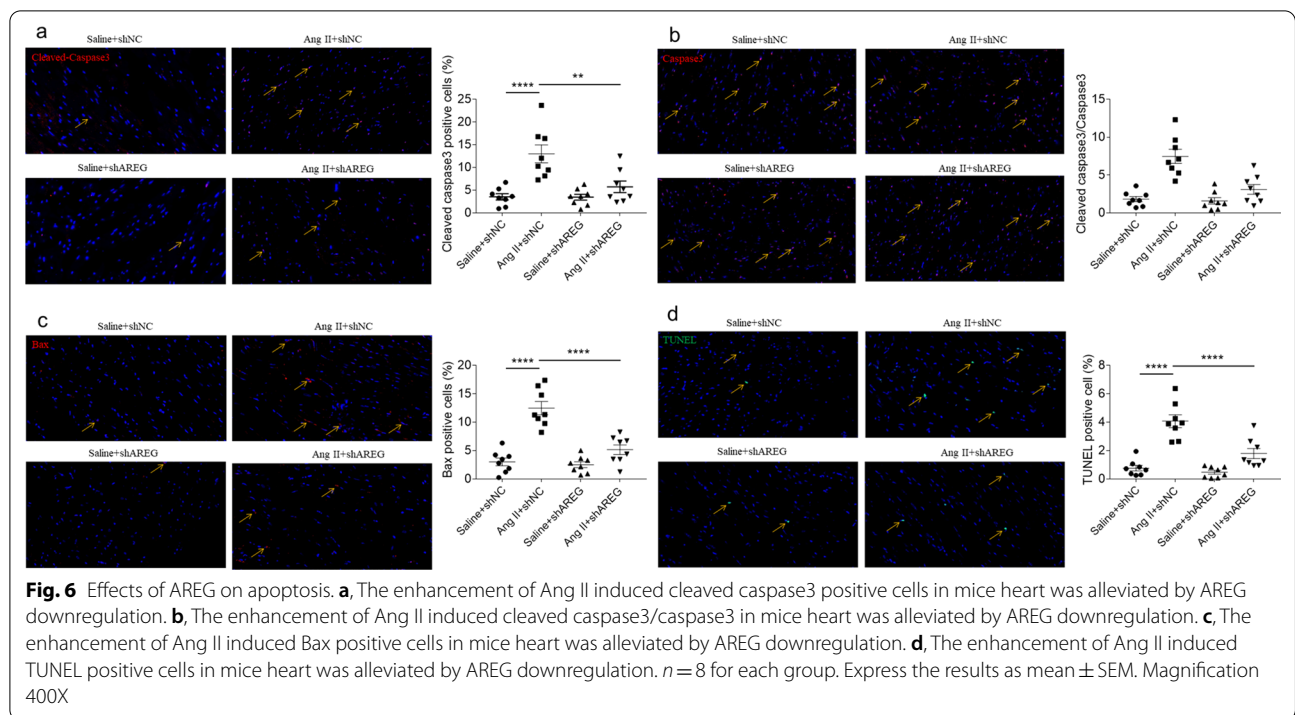 a
Saline+shNC
Ang II+shNC
Cleaved-Caspase3
Saline+shAREG
Ang II+shAREG
Cleaved caspase3 positive cells (%)
25
20
15
10
5
0
****
**
Saline+shNC
Ang II+shNC
Saline+shAREG
Ang II+shAREG
b
Saline+shNC
Ang II+shNC
Caspase3
Saline+shAREG
Ang II+shAREG
Cleaved caspase3/Caspase3
15
10
5
0
Saline+shNC
Ang II+shNC
Saline+shAREG
Ang II+shAREG
c
Saline+shNC
Ang II+shNC
Bax
Saline+shAREG
Ang II+shAREG
Bax positive cells (%)
20
15
10
5
0
****
****
Saline+shNC
Ang II+shNC
Saline+shAREG
Ang II+shAREG
d
Saline+shNC
Ang II+shNC
TUNEL
Saline+shAREG
Ang II+shAREG
TUNEL positive cell (%)
8
6
4
2
0
****
****
Saline+shNC
Ang II+shNC
Saline+shAREG
Ang II+shAREG
Fig. 6 Effects of AREG on apoptosis. a, The enhancement of Ang II induced cleaved caspase3 positive cells in mice heart was alleviated by AREG
downregulation. b, The enhancement of Ang II induced cleaved caspase3/caspase3 in mice heart was alleviated by AREG downregulation. c, The
enhancement of Ang II induced Bax positive cells in mice heart was alleviated by AREG downregulation. d, The enhancement of Ang II induced
TUNEL positive cells in mice heart was alleviated by AREG downregulation. n = 8 for each group. Express the results as mean ± SEM. Magnification
400X